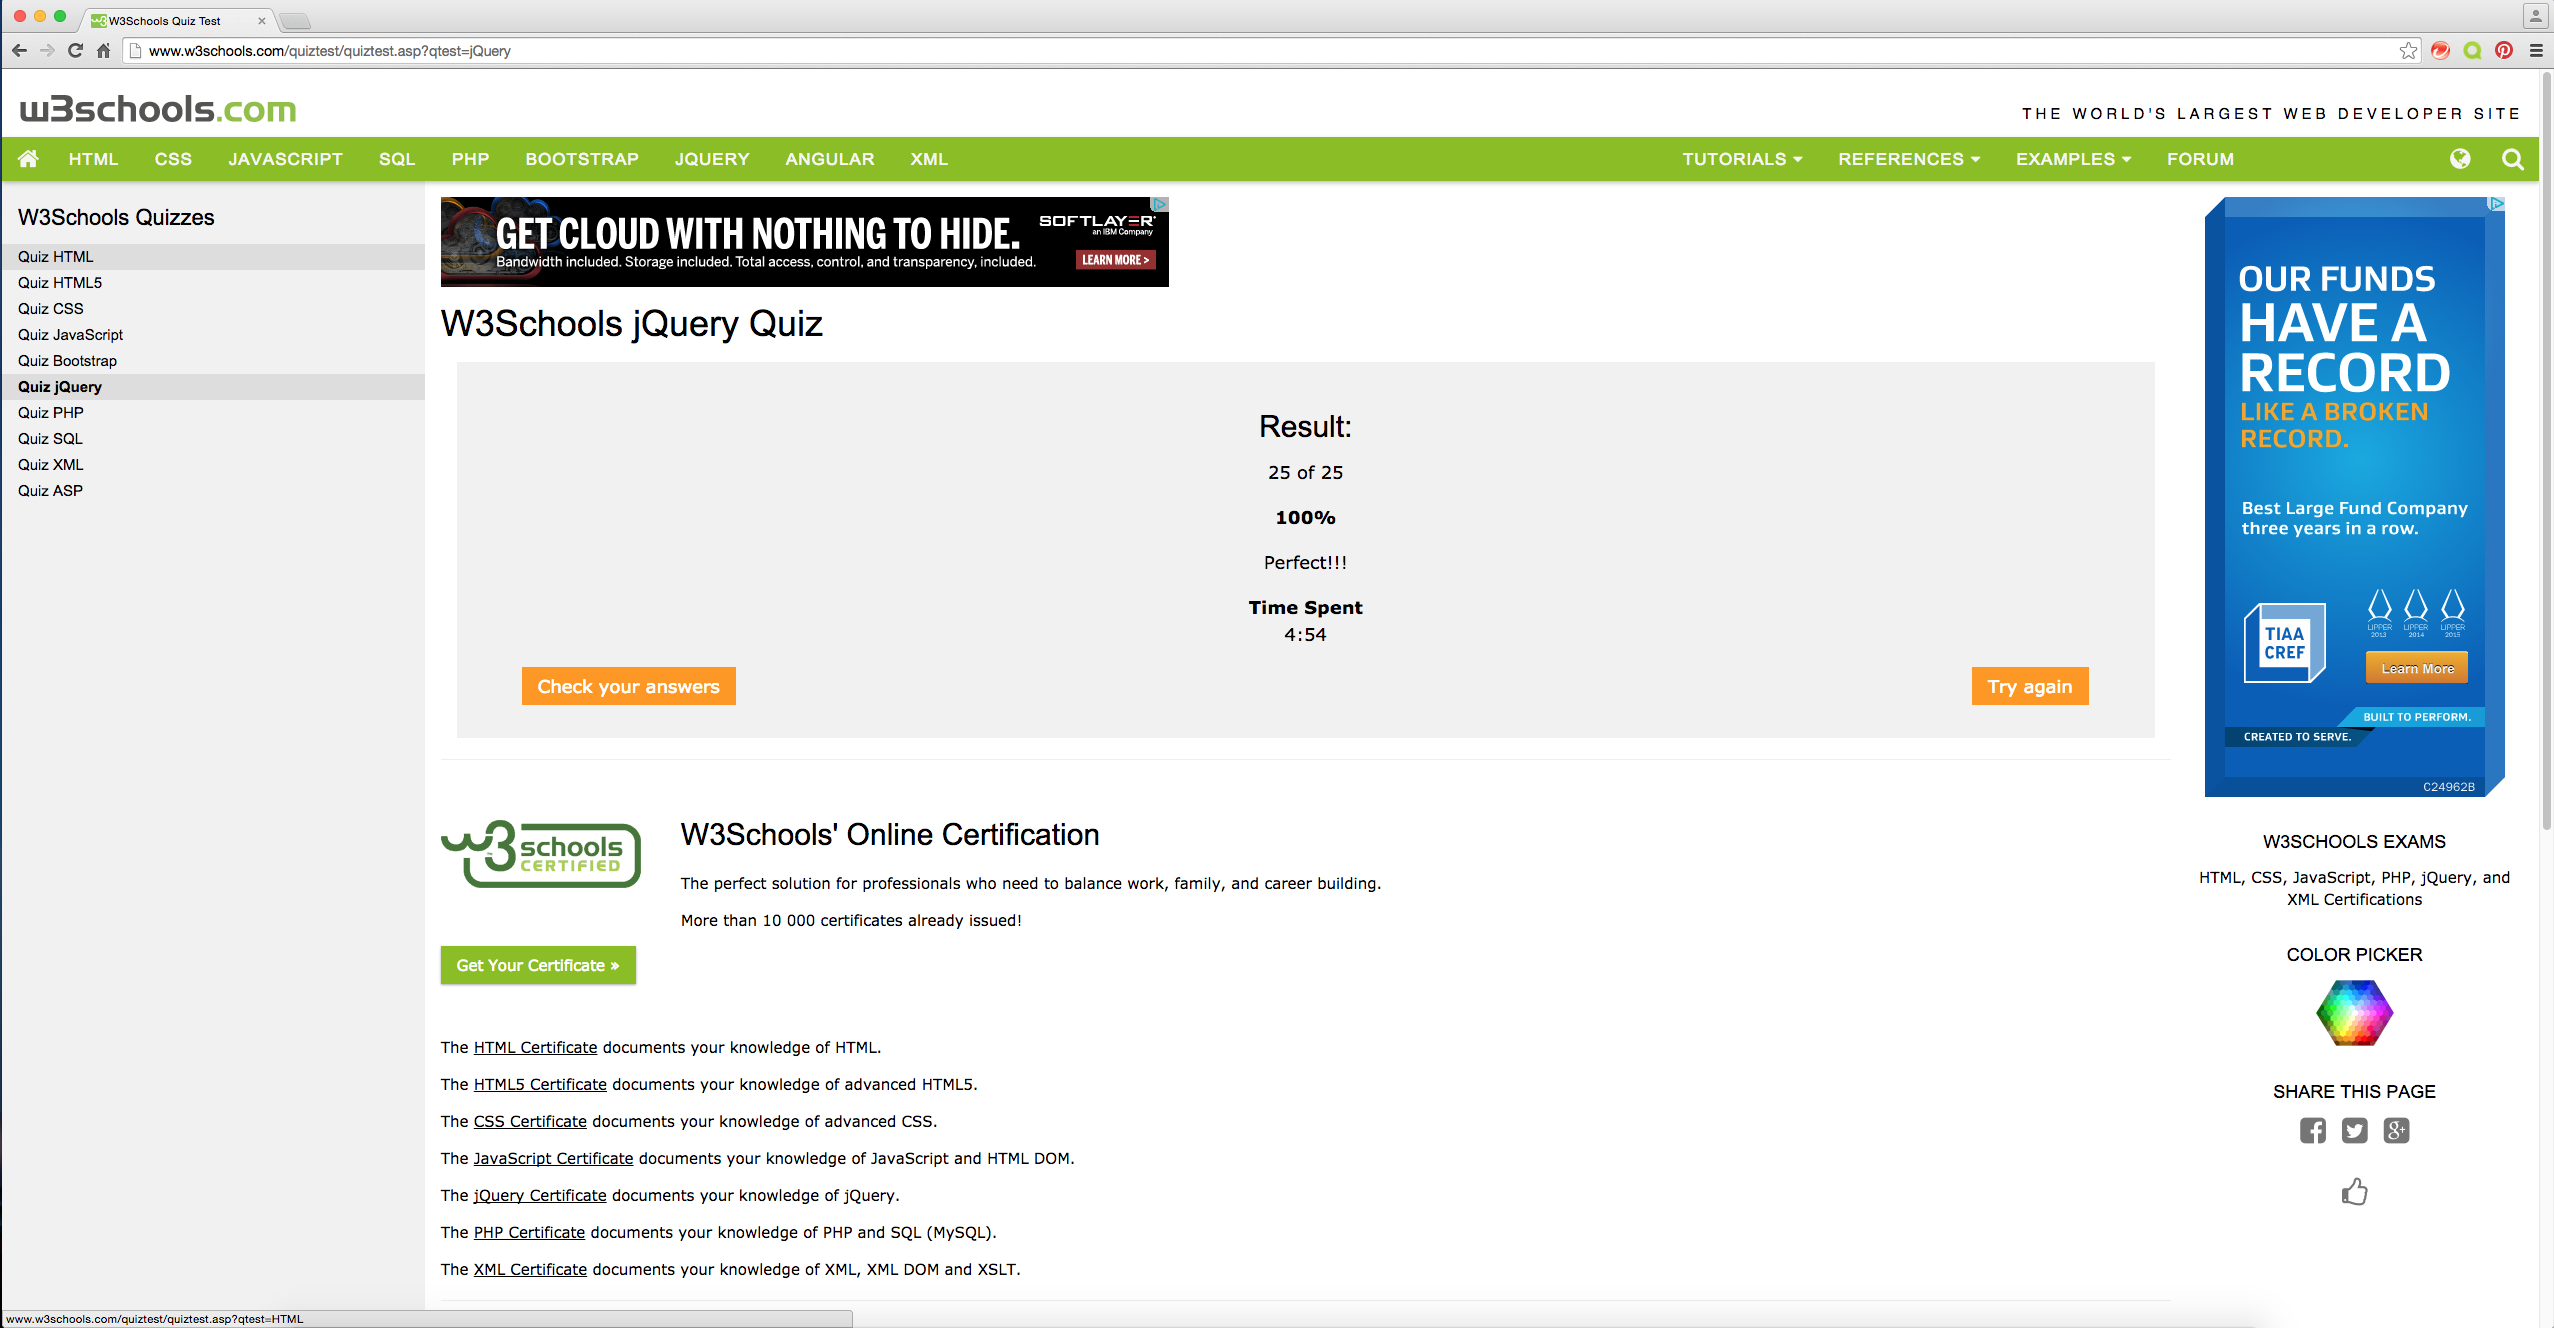 W3Schools Quiz Test
www.w3schools.com/quiztest/quiztest.asp?qtest=jQuery
w3schools.com
THE WORLD'S LARGEST WEB DEVELOPER SITE
HTML CSS JAVASCRIPT SQL PHP BOOTSTRAP JQUERY ANGULAR XML TUTORIALS REFERENCES EXAMPLES FORUM
W3Schools Quizzes
Quiz HTML
Quiz HTML5
Quiz CSS
Quiz JavaScript
Quiz Bootstrap
Quiz jQuery
Quiz PHP
Quiz SQL
Quiz XML
Quiz ASP
GET CLOUD WITH NOTHING TO HIDE.
Bandwidth included. Storage included. Total access, control, and transparency, included.
SOFTLAYER
an IBM Company
LEARN MORE >
W3Schools jQuery Quiz
Result:
25 of 25
100%
Perfect!!!
Time Spent
4:54
Check your answers
Try again
w3schools
CERTIFIED
W3Schools' Online Certification
The perfect solution for professionals who need to balance work, family, and career building.
More than 10 000 certificates already issued!
Get Your Certificate »
The HTML Certificate documents your knowledge of HTML.
The HTML5 Certificate documents your knowledge of advanced HTML5.
The CSS Certificate documents your knowledge of advanced CSS.
The JavaScript Certificate documents your knowledge of JavaScript and HTML DOM.
The jQuery Certificate documents your knowledge of jQuery.
The PHP Certificate documents your knowledge of PHP and SQL (MySQL).
The XML Certificate documents your knowledge of XML, XML DOM and XSLT.
OUR FUNDS
HAVE A
RECORD
LIKE A BROKEN
RECORD.
Best Large Fund Company
three years in a row.
TIAA
CREF
LIPPER LIPPER LIPPER
2013 2014 2015
Learn More
BUILT TO PERFORM.
CREATED TO SERVE.
C24962B
W3SCHOOLS EXAMS
HTML, CSS, JavaScript, PHP, jQuery, and
XML Certifications
COLOR PICKER
SHARE THIS PAGE
www.w3schools.com/quiztest/quiztest.asp?qtest=HTML